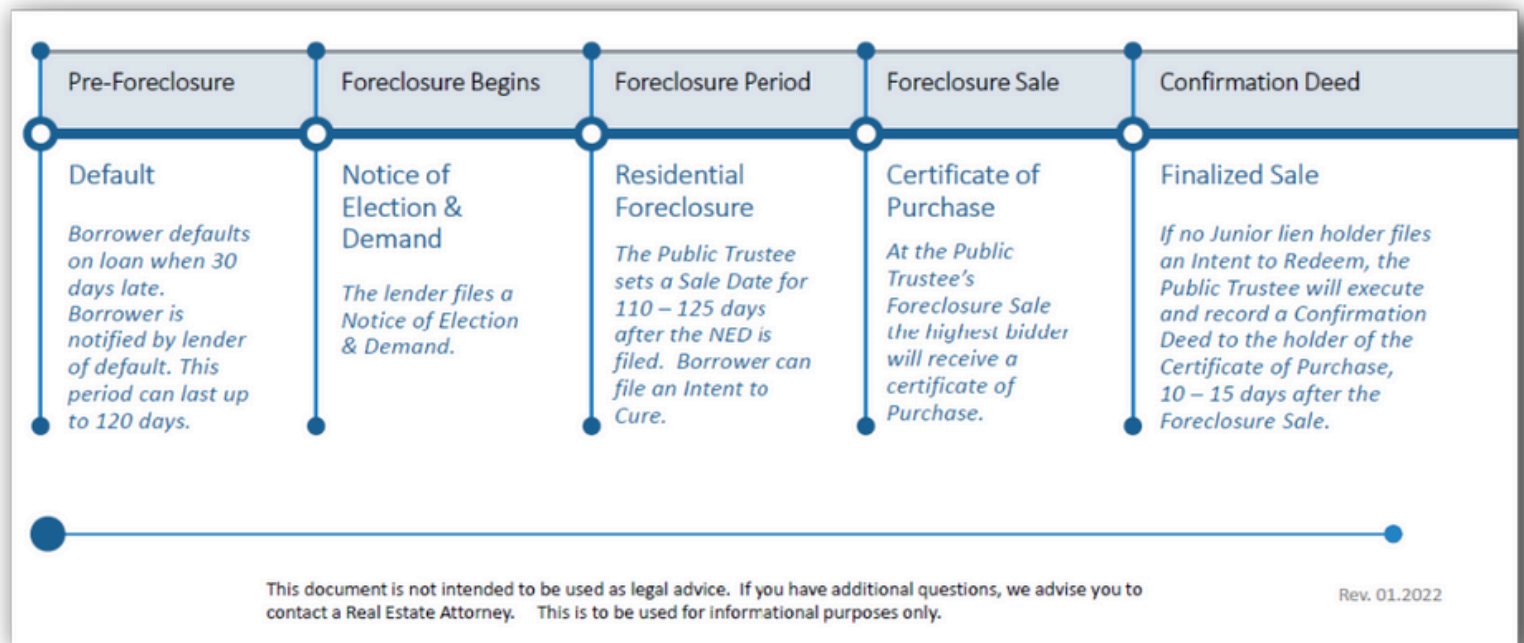 Pre-Foreclosure
Foreclosure Begins
Foreclosure Period
Foreclosure Sale
Confirmation Deed
Default
Borrower defaults
on loan when 30
days late.
Borrower is
notified by lender
of default. This
period can last up
to 120 days.
Notice of
Election &
Demand
The lender files a
Notice of Election
& Demand.
Residential
Foreclosure
The Public Trustee
sets a Sale Date for
110 – 125 days
after the NED is
filed.  Borrower can
file an Intent to
Cure.
Certificate of
Purchase
At the Public
Trustee's
Foreclosure Sale
the highest bidder
will receive a
certificate of
Purchase.
Finalized Sale
If no Junior lien holder files
an Intent to Redeem, the
Public Trustee will execute
and record a Confirmation
Deed to the holder of the
Certificate of Purchase,
10 – 15 days after the
Foreclosure Sale.
This document is not intended to be used as legal advice.  If you have additional questions, we advise you to
contact a Real Estate Attorney.    This is to be used for informational purposes only.
Rev. 01.2022